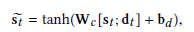 s̃ₜ = tanh(W_c[sₜ; dₜ] + b_d),